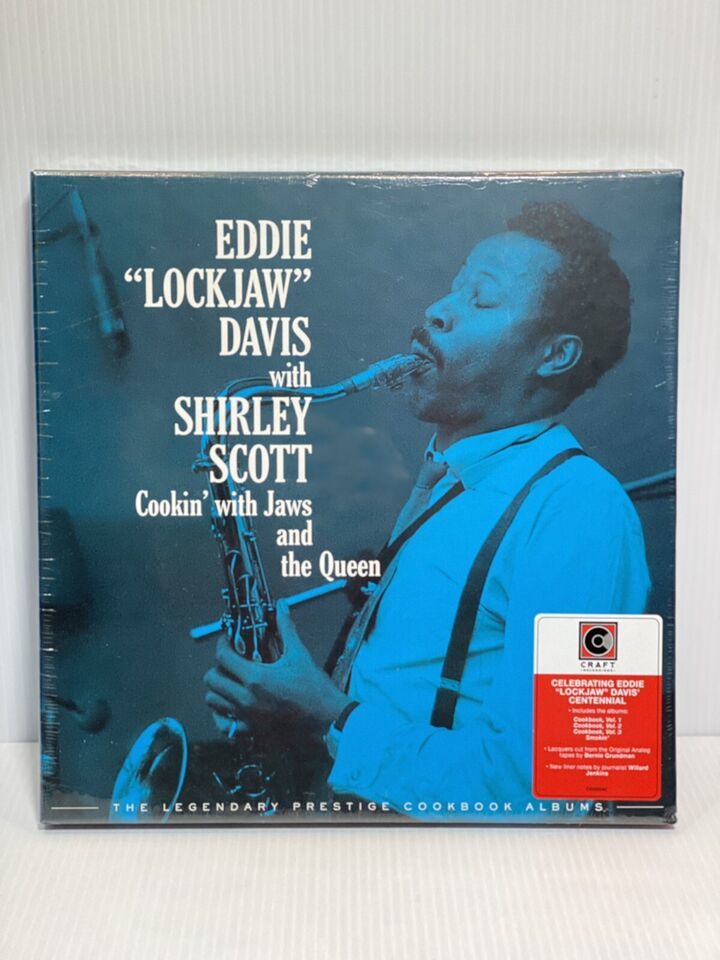 EDDIE
“LOCKJAW”
DAVIS
with
SHIRLEY
SCOTT
Cookin’ with Jaws
and
the Queen
CRAFT
RECORDINGS
CELEBRATING EDDIE
“LOCKJAW” DAVIS’
CENTENNIAL
• Includes the albums:
Cookbook, Vol. 1
Cookbook, Vol. 2
Cookbook, Vol. 3
Smokin’
• Lacquers cut from the Original Analog
tapes by Bernie Grundman
• New liner notes by journalist Willard
Jenkins
THE LEGENDARY PRESTIGE COOKBOOK ALBUMS